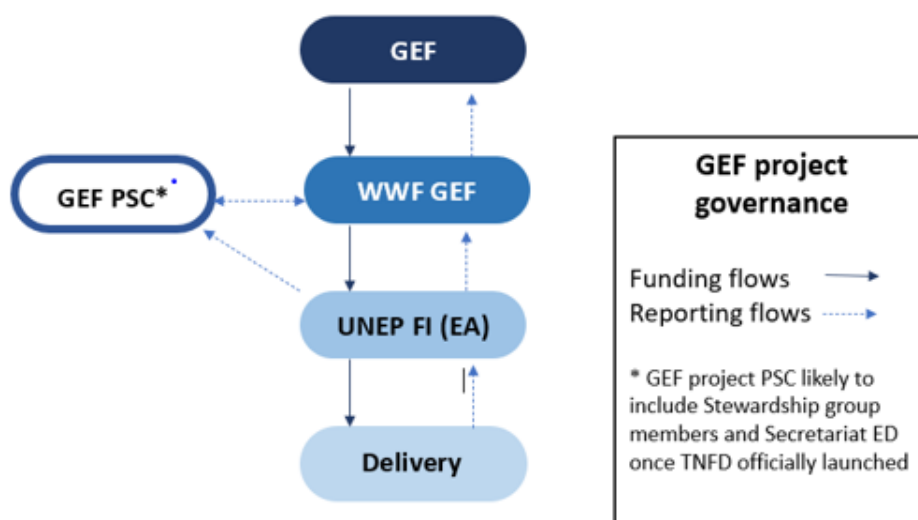 GEF
WWF GEF
GEF PSC*
UNEP FI (EA)
Delivery
GEF project
governance
Funding flows
Reporting flows
* GEF project PSC likely to
include Stewardship group
members and Secretariat ED
once TNFD officially launched